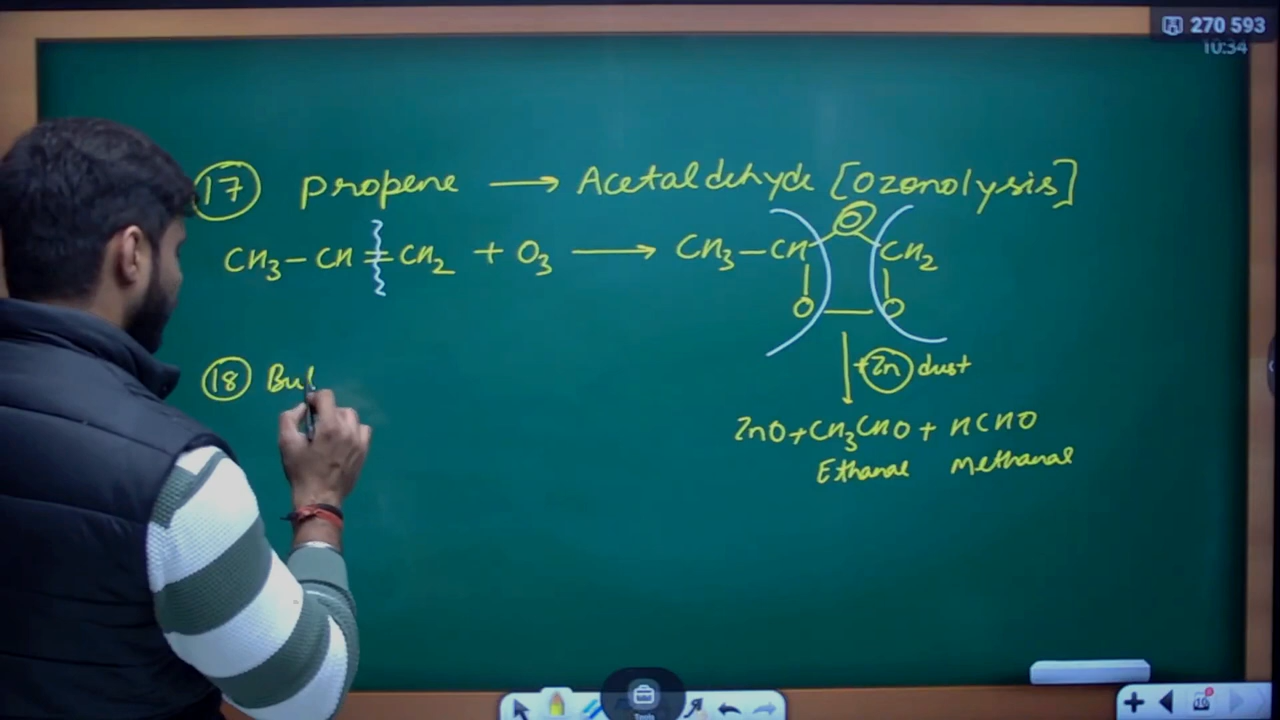 270 593
10:34
17 Propene → Acetaldehyde [Ozonolysis]
CH3–CH=CH2 + O3 → CH3–CH O CH2
O – O
+Zn dust
18 But
ZnO+CH3CHO + HCHO
Ethanal Methanal